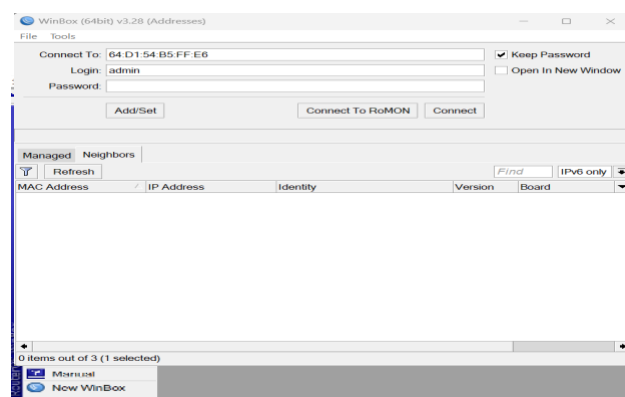 WinBox (64bit) v3.28 (Addresses)
File Tools
Connect To: 64:D1:54:B5:FF:E6
Keep Password
Login: admin
Open In New Window
Password:
Add/Set Connect To RoMON Connect
Managed Neighbors
Refresh Find IPv6 only
MAC Address IP Address Identity Version Board
0 items out of 3 (1 selected)
Manual
New WinBox